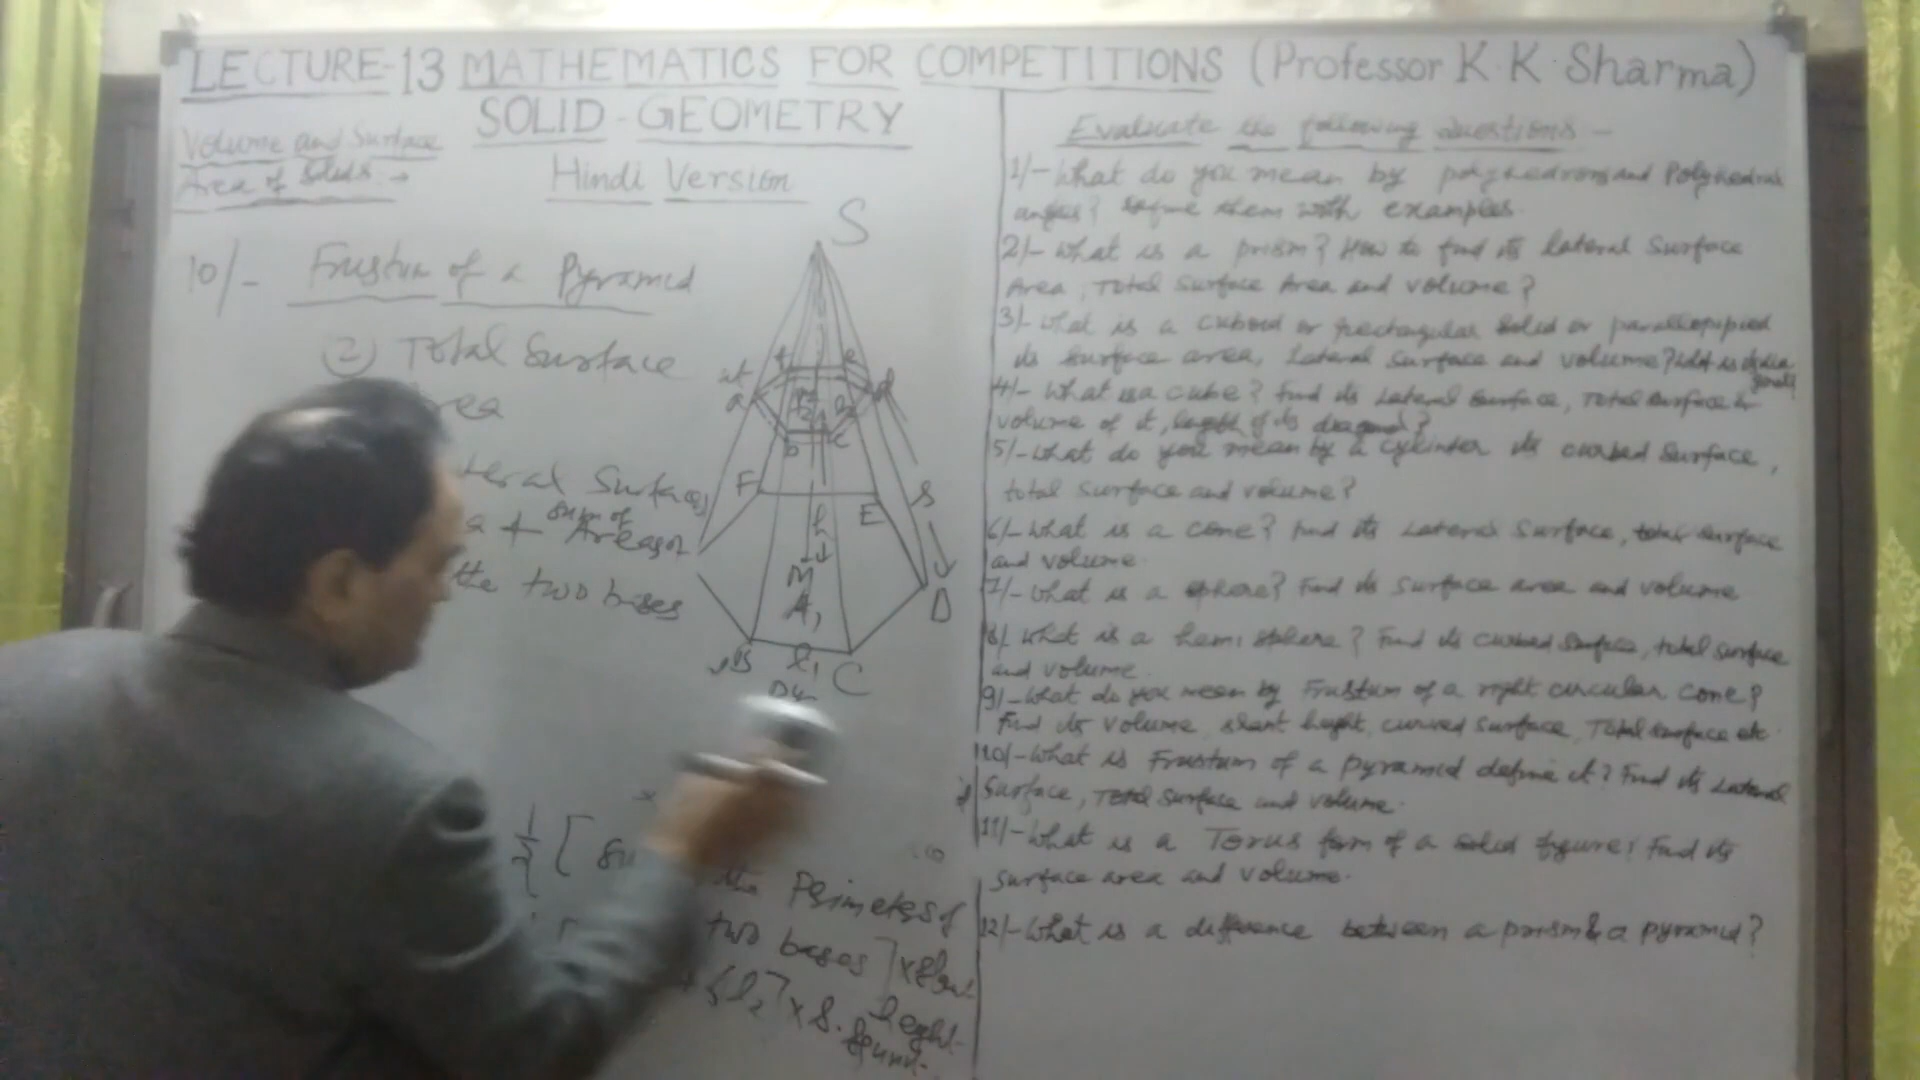 LECTURE-13 MATHEMATICS FOR COMPETITIONS (Professor K.K. Sharma)
SOLID-GEOMETRY
Volume and Surface
Area of Solids:→
Hindi Version
10/- Frustum of a Pyramid
(2) Total Surface
rea
teral Surface
a + sum of Areas of
the two bases
S
a
b
c
d
e
f
F
E
h
s
M
A1
D
B
l1
C
1/2 [ su the Perimeters of
two bases ] x slant
height
l2] x s.
Evaluate the following questions -
1/- What do you mean by polyhedrons and Polyhedral
angles? define them with examples.
2/- What is a prism? How to find its lateral Surface
Area, Total Surface Area and volume?
3/- What is a cuboid or rectangular solid or parallopiped
its surface area, lateral surface and volume?
4/- What is a cube? Find its Lateral Surface, Total Surface &
volume of it, length of its diagonal?
5/- What do you mean by a cylinder its curved surface,
total surface and volume?
6/- What is a cone? Find its Lateral Surface, total surface
and volume.
7/- What is a sphere? Find its surface area and volume
8/- What is a hemi sphere? Find its curved surface, total surface
and volume.
9/- What do you mean by Frustum of a right circular cone?
Find its volume, slant height, curved surface, Total surface etc.
10/- What is Frustum of a pyramid define it? Find its Lateral
Surface, Total Surface and volume.
11/- What is a Torus form of a solid figure? Find its
surface area and volume.
12/- What is a difference between a prism & a pyramid?